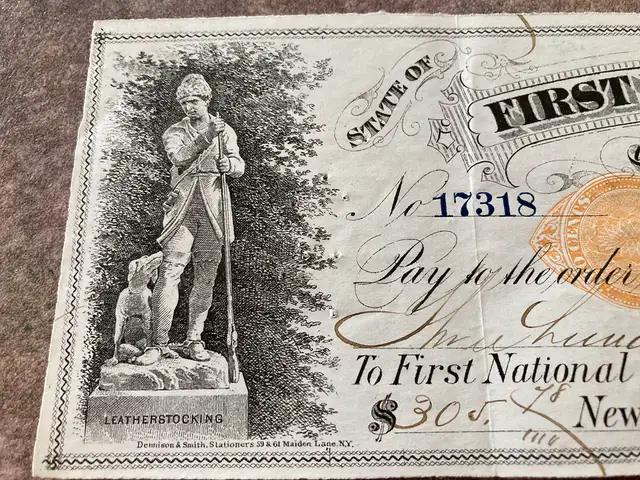 STATE OF
FIRST
No 17318
Pay to the order
To First National
$305.78/100 New
LEATHERSTOCKING
Dennison & Smith, Stationers 59 & 61 Maiden Lane. N.Y.